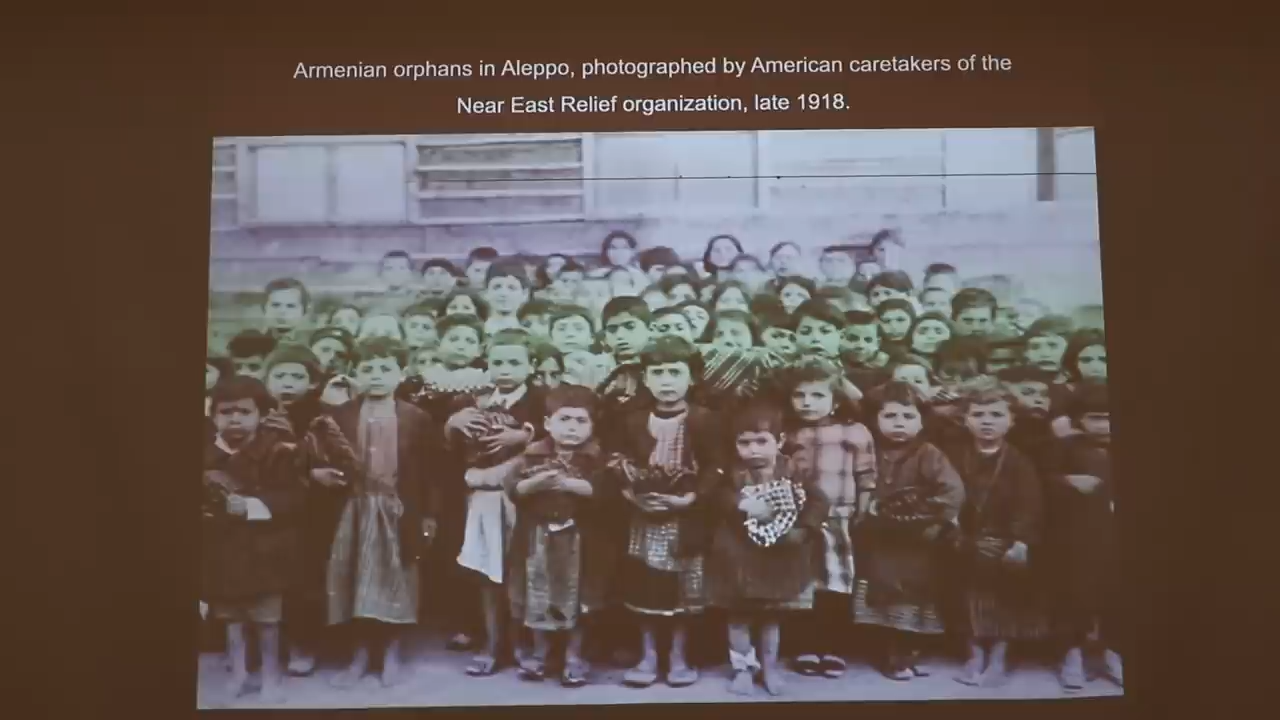 Armenian orphans in Aleppo, photographed by American caretakers of the
Near East Relief organization, late 1918.